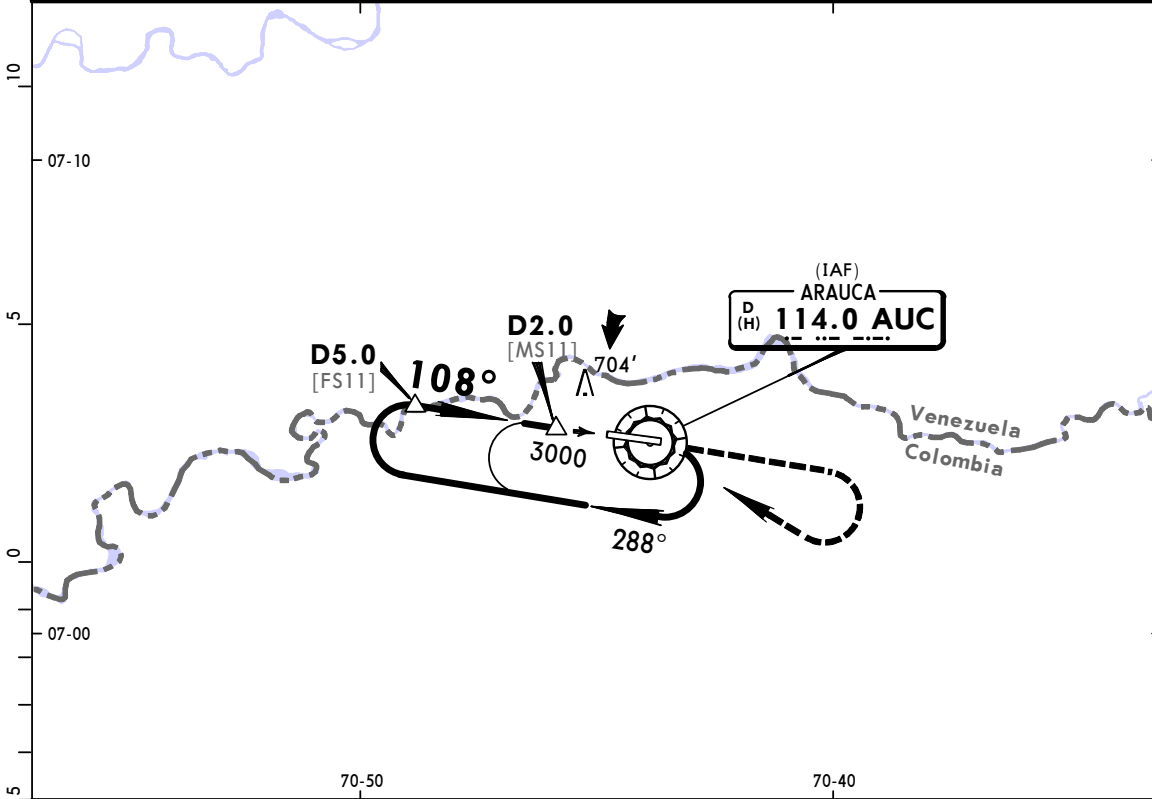 10
07-10
(IAF)
ARAUCA
D
(H)
114.0 AUC
5
D2.0
[MS11]
704'
D5.0
[FS11]
108°
Venezuela
3000
Colombia
288°
0
07-00
70-50
70-40
5